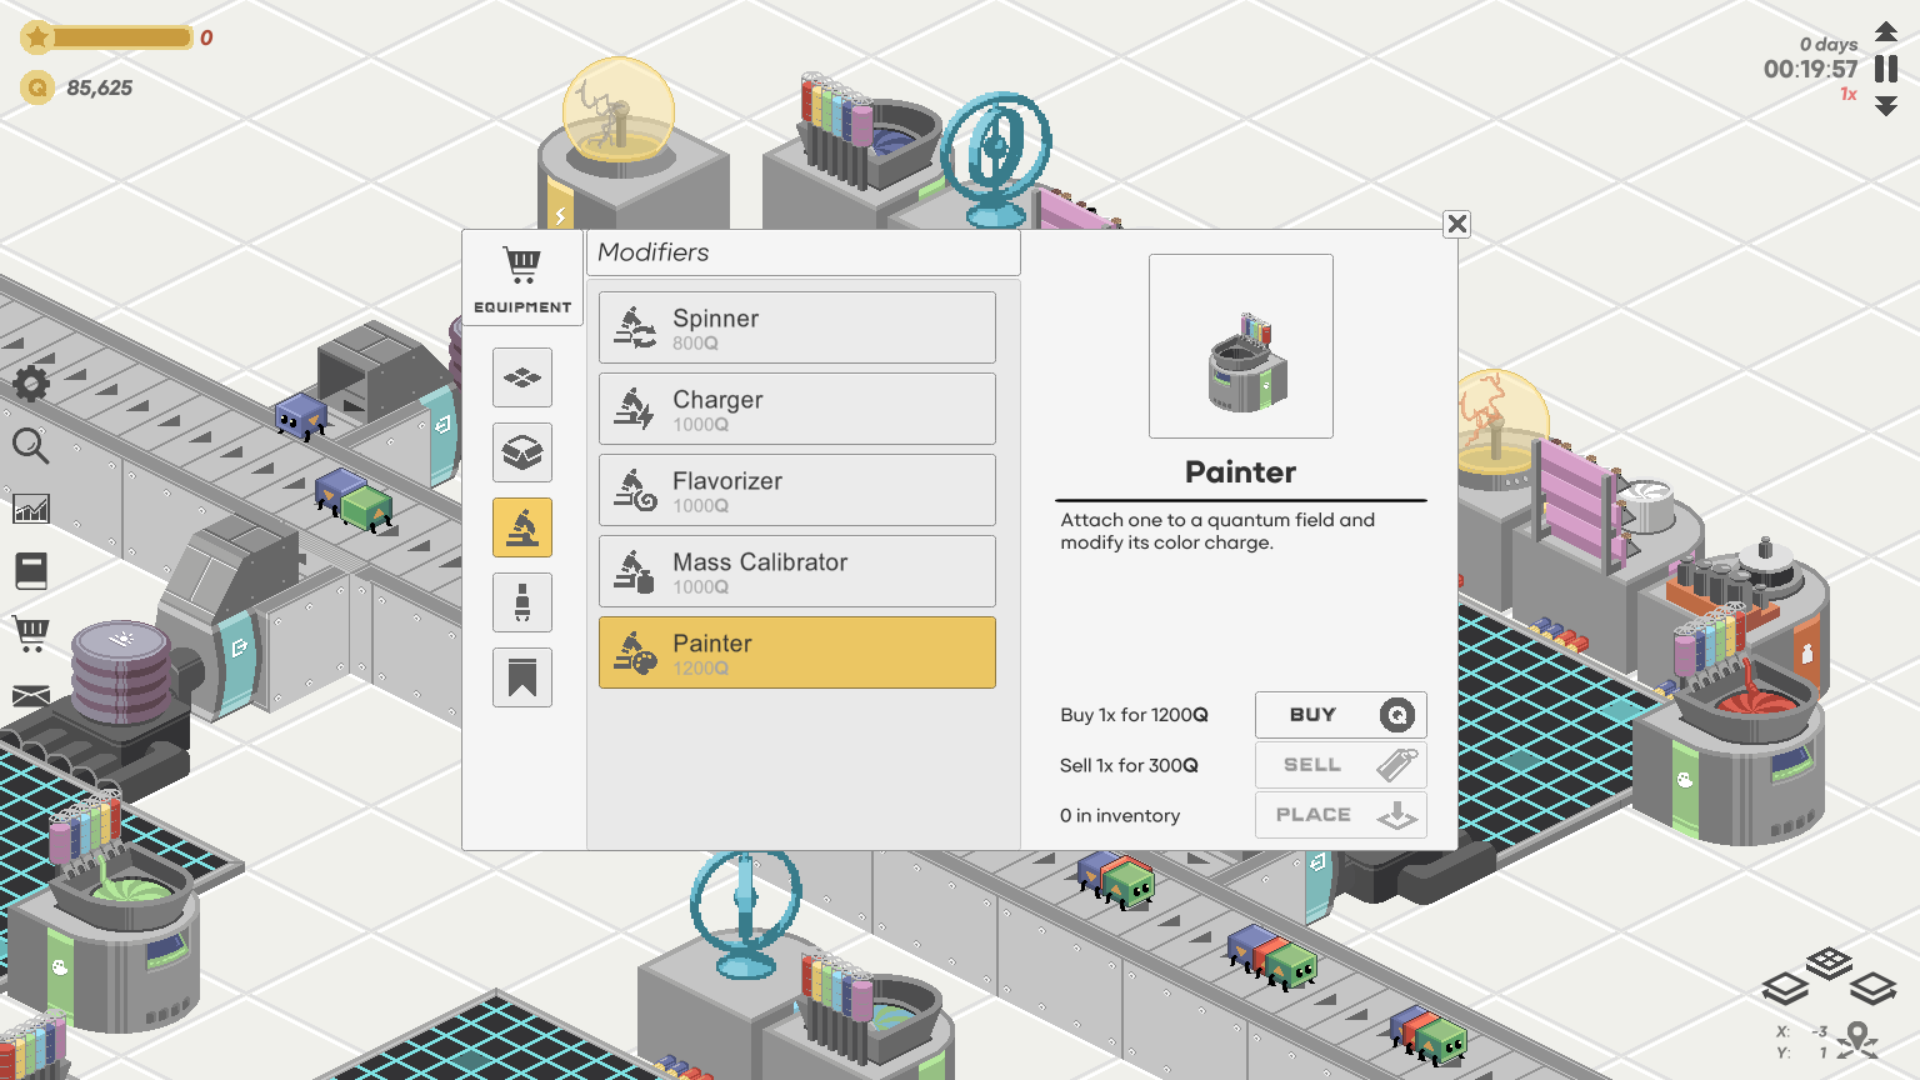 0
85,625
0 days
00:19:57
1x
EQUIPMENT
Modifiers
Spinner
800Q
Charger
1000Q
Flavorizer
1000Q
Mass Calibrator
1000Q
Painter
1200Q
Painter
Attach one to a quantum field and
modify its color charge.
Buy 1x for 1200Q
BUY Q
Sell 1x for 300Q
SELL
0 in inventory
PLACE
X: -3
Y: 1